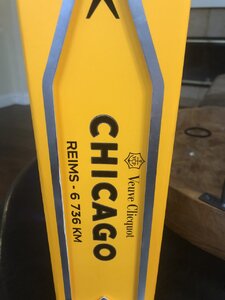 Veuve Clicquot
CHICAGO
REIMS - 6 736 KM